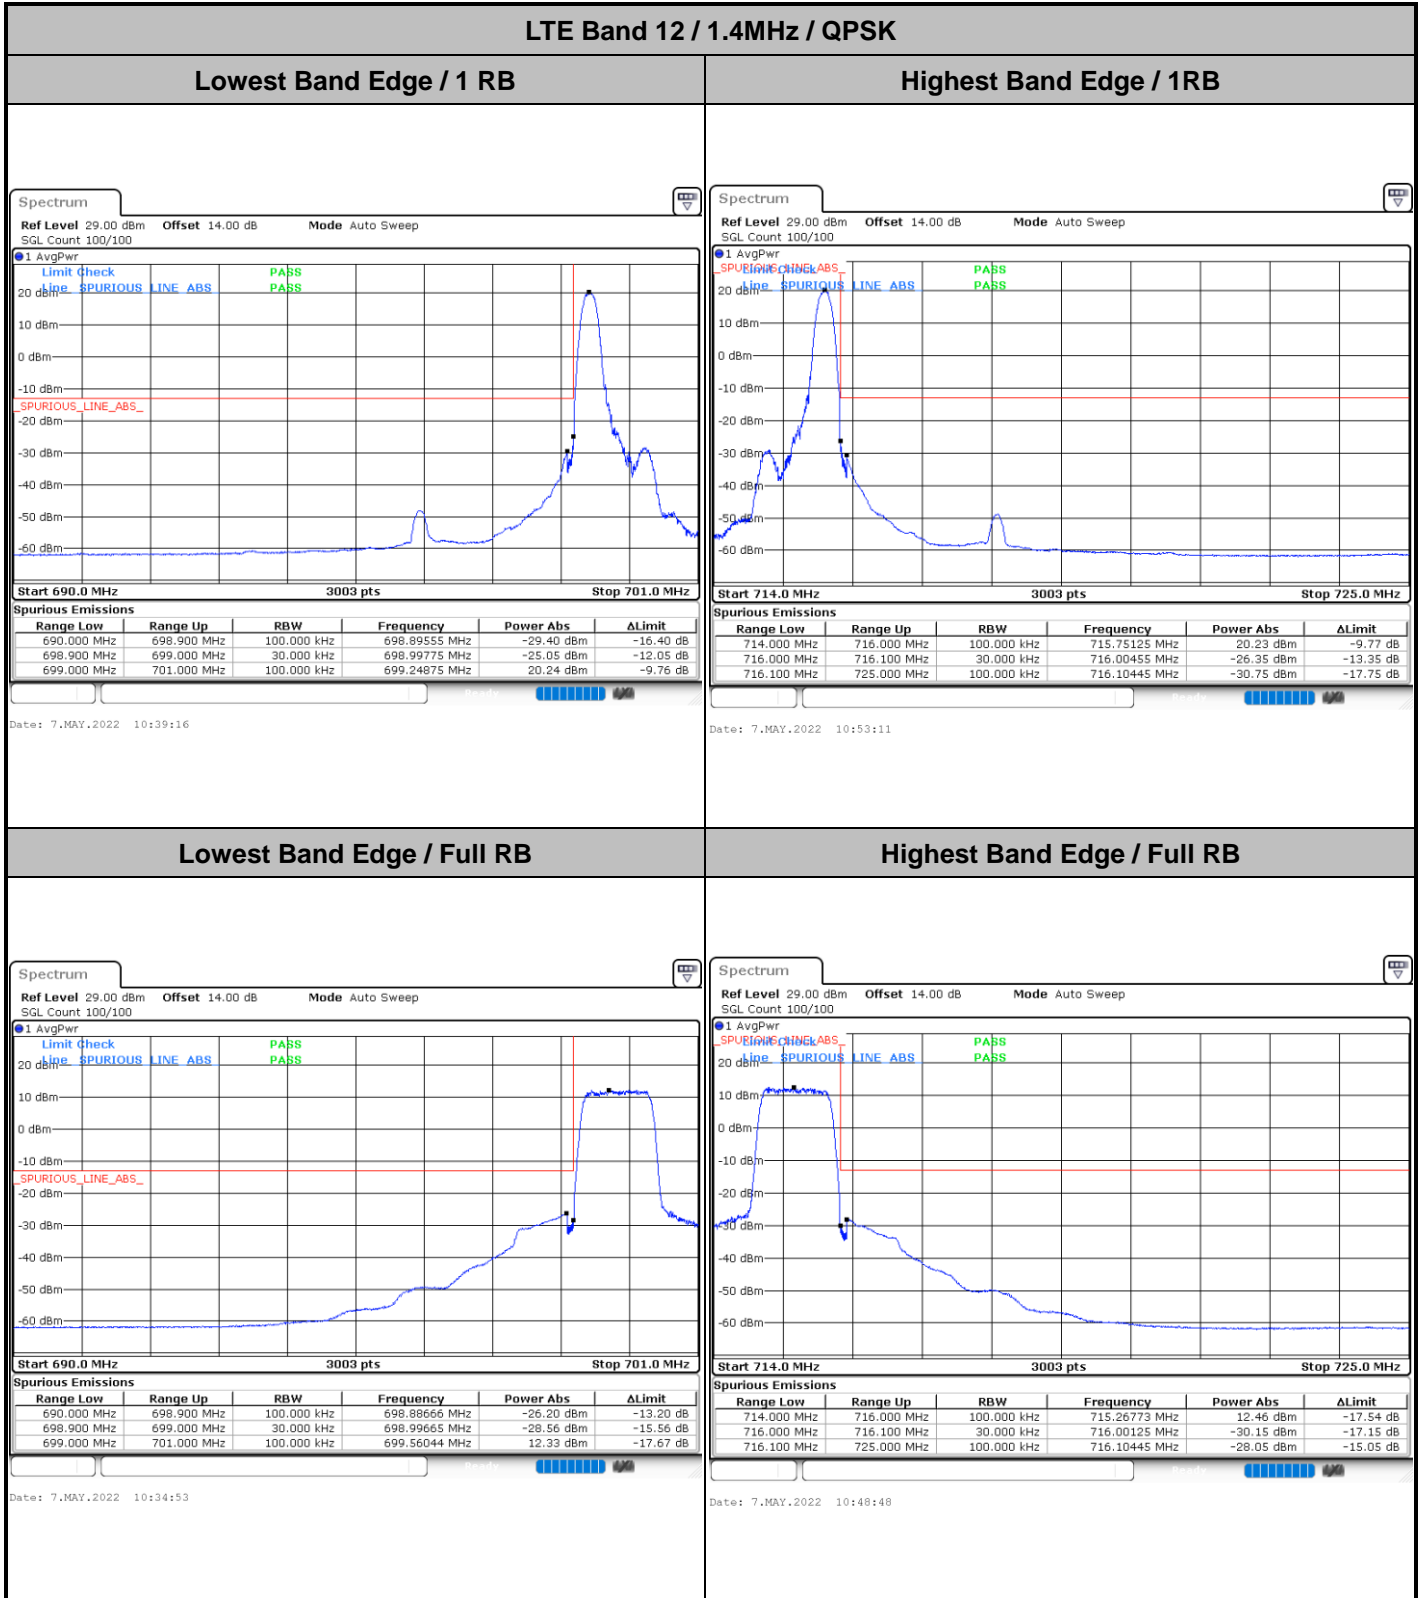 LTE Band 12 / 1.4MHz / QPSK
Lowest Band Edge / 1 RB
Highest Band Edge / 1RB
Spectrum
Ref Level 29.00 dBm Offset 14.00 dB Mode Auto Sweep
SGL Count 100/100
1 AvgPwr
Limit Check PASS
Line _SPURIOUS_LINE_ABS_ PASS
20 dBm
10 dBm
0 dBm
-10 dBm
_SPURIOUS_LINE_ABS_
-20 dBm
-30 dBm
-40 dBm
-50 dBm
-60 dBm
Start 690.0 MHz 3003 pts Stop 701.0 MHz
Spurious Emissions
Range Low Range Up RBW Frequency Power Abs ΔLimit
690.000 MHz 698.900 MHz 100.000 kHz 698.89555 MHz -29.40 dBm -16.40 dB
698.900 MHz 699.000 MHz 30.000 kHz 698.99775 MHz -25.05 dBm -12.05 dB
699.000 MHz 701.000 MHz 100.000 kHz 699.24875 MHz 20.24 dBm -9.76 dB
Ready
Date: 7.MAY.2022 10:39:16
Spectrum
Ref Level 29.00 dBm Offset 14.00 dB Mode Auto Sweep
SGL Count 100/100
1 AvgPwr
_SPURIOUS_LINE_ABS_
Limit Check PASS
Line _SPURIOUS_LINE_ABS_ PASS
20 dBm
10 dBm
0 dBm
-10 dBm
-20 dBm
-30 dBm
-40 dBm
-50 dBm
-60 dBm
Start 714.0 MHz 3003 pts Stop 725.0 MHz
Spurious Emissions
Range Low Range Up RBW Frequency Power Abs ΔLimit
714.000 MHz 716.000 MHz 100.000 kHz 715.75125 MHz 20.23 dBm -9.77 dB
716.000 MHz 716.100 MHz 30.000 kHz 716.00455 MHz -26.35 dBm -13.35 dB
716.100 MHz 725.000 MHz 100.000 kHz 716.10445 MHz -30.75 dBm -17.75 dB
Ready
Date: 7.MAY.2022 10:53:11
Lowest Band Edge / Full RB
Highest Band Edge / Full RB
Spectrum
Ref Level 29.00 dBm Offset 14.00 dB Mode Auto Sweep
SGL Count 100/100
1 AvgPwr
Limit Check PASS
Line _SPURIOUS_LINE_ABS_ PASS
20 dBm
10 dBm
0 dBm
-10 dBm
_SPURIOUS_LINE_ABS_
-20 dBm
-30 dBm
-40 dBm
-50 dBm
-60 dBm
Start 690.0 MHz 3003 pts Stop 701.0 MHz
Spurious Emissions
Range Low Range Up RBW Frequency Power Abs ΔLimit
690.000 MHz 698.900 MHz 100.000 kHz 698.88666 MHz -26.20 dBm -13.20 dB
698.900 MHz 699.000 MHz 30.000 kHz 698.99665 MHz -28.56 dBm -15.56 dB
699.000 MHz 701.000 MHz 100.000 kHz 699.56044 MHz 12.33 dBm -17.67 dB
Ready
Date: 7.MAY.2022 10:34:53
Spectrum
Ref Level 29.00 dBm Offset 14.00 dB Mode Auto Sweep
SGL Count 100/100
1 AvgPwr
_SPURIOUS_LINE_ABS_
Limit Check PASS
Line _SPURIOUS_LINE_ABS_ PASS
20 dBm
10 dBm
0 dBm
-10 dBm
-20 dBm
-30 dBm
-40 dBm
-50 dBm
-60 dBm
Start 714.0 MHz 3003 pts Stop 725.0 MHz
Spurious Emissions
Range Low Range Up RBW Frequency Power Abs ΔLimit
714.000 MHz 716.000 MHz 100.000 kHz 715.26773 MHz 12.46 dBm -17.54 dB
716.000 MHz 716.100 MHz 30.000 kHz 716.00125 MHz -30.15 dBm -17.15 dB
716.100 MHz 725.000 MHz 100.000 kHz 716.10445 MHz -28.05 dBm -15.05 dB
Ready
Date: 7.MAY.2022 10:48:48